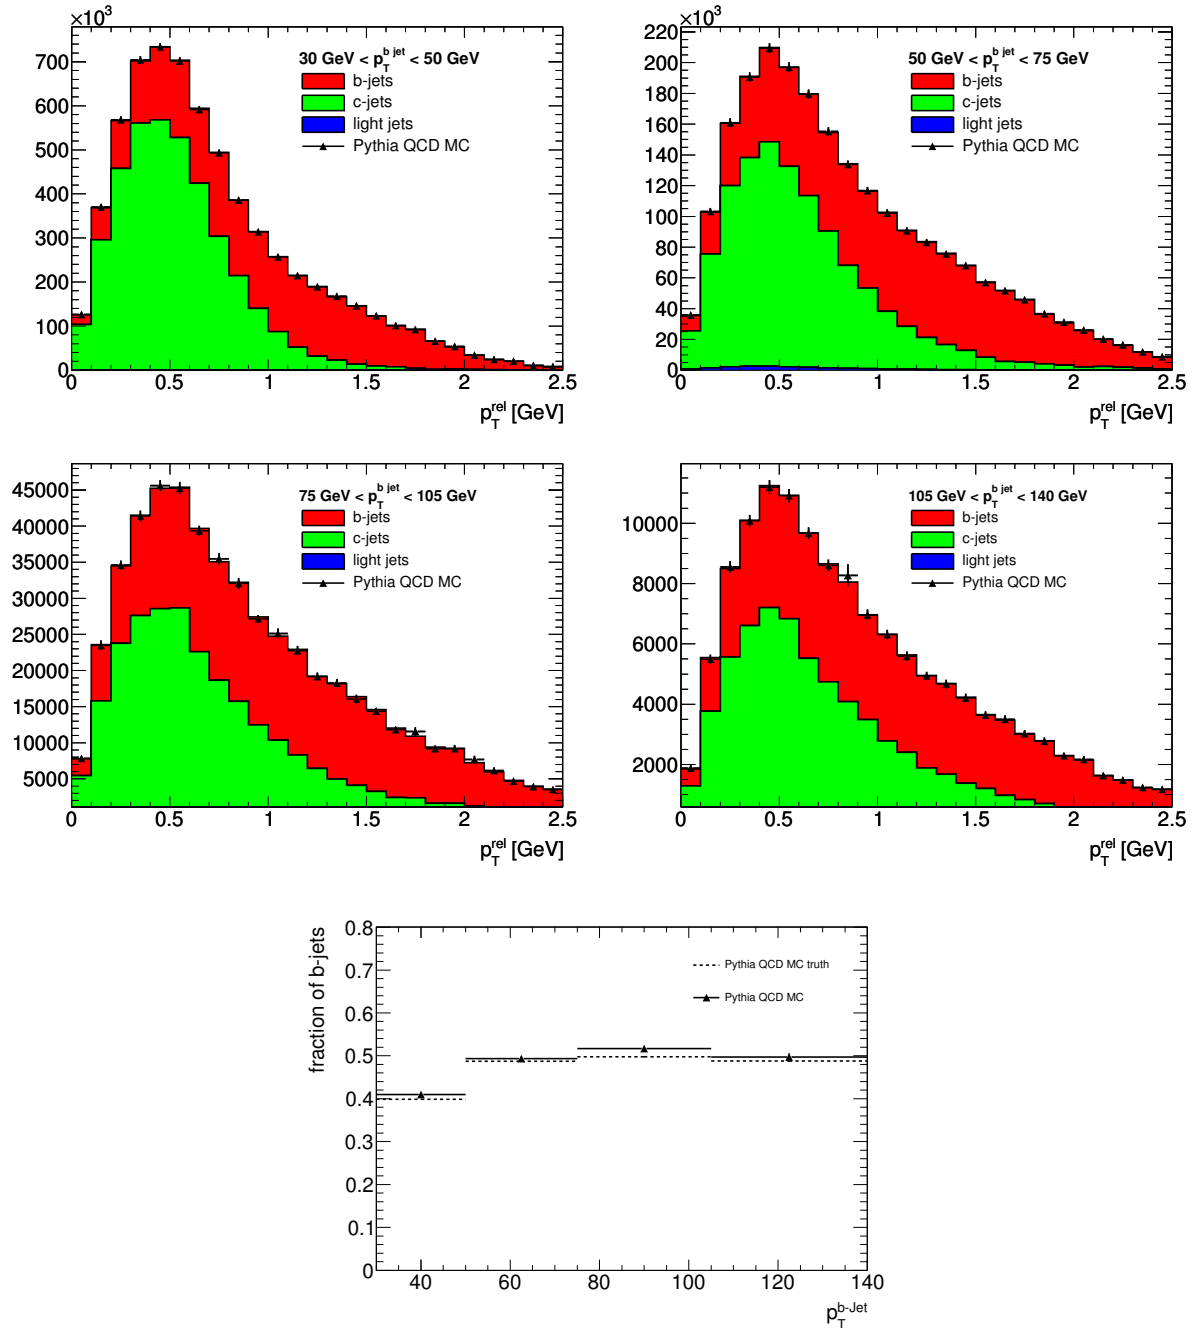 ×10³ ×10³
700 30 GeV < p_T^{b jet} < 50 GeV
b-jets
600 c-jets
light jets
500 Pythia QCD MC
400
300
200
100
0
0 0.5 1 1.5 2 2.5
p_T^{rel} [GeV]
220
200 50 GeV < p_T^{b jet} < 75 GeV
b-jets
180 c-jets
160 light jets
Pythia QCD MC
140
120
100
80
60
40
20
0
0 0.5 1 1.5 2 2.5
p_T^{rel} [GeV]
45000 75 GeV < p_T^{b jet} < 105 GeV
b-jets
40000 c-jets
light jets
35000 Pythia QCD MC
30000
25000
20000
15000
10000
5000
0 0.5 1 1.5 2 2.5
p_T^{rel} [GeV]
105 GeV < p_T^{b jet} < 140 GeV
10000 b-jets
c-jets
light jets
8000 Pythia QCD MC
6000
4000
2000
0 0.5 1 1.5 2 2.5
p_T^{rel} [GeV]
fraction of b-jets
0.8
0.7 Pythia QCD MC truth
0.6 Pythia QCD MC
0.5
0.4
0.3
0.2
0.1
0
40 60 80 100 120 140
p_T^{b-Jet}